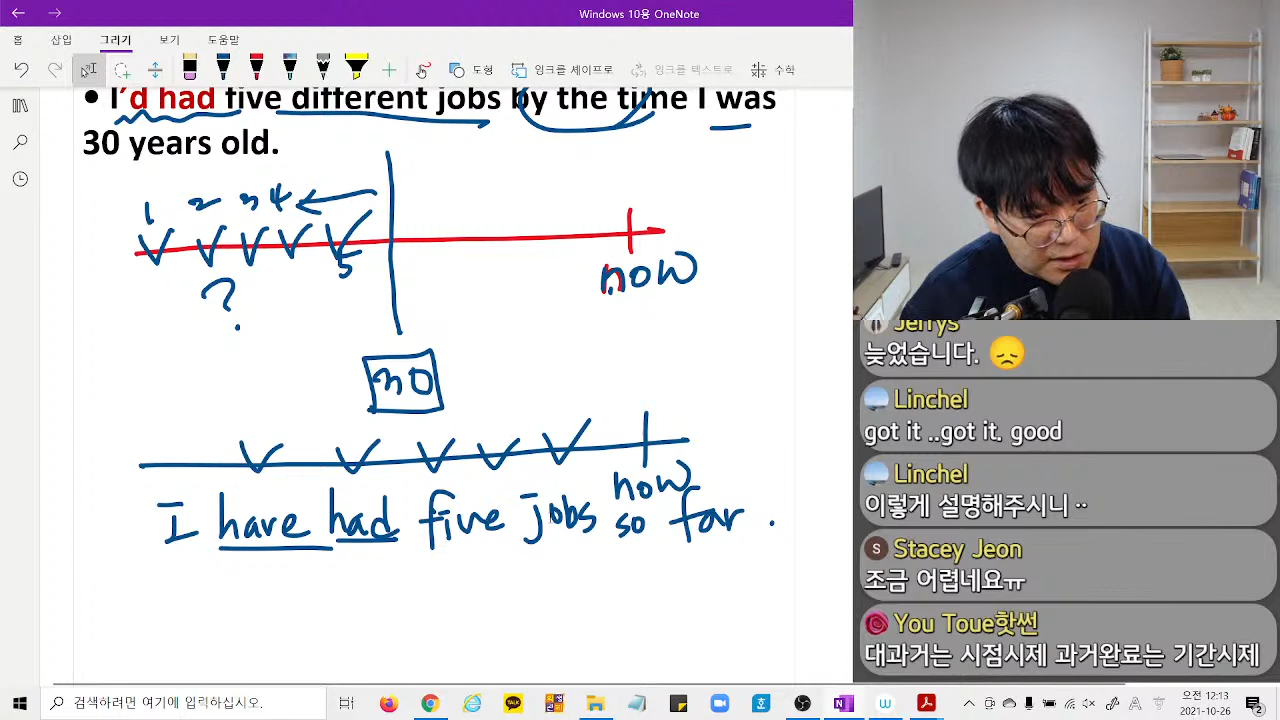 Windows 10용 OneNote
홈 삽입 그리기 보기 도움말
도형 잉크를 셰이프로 잉크를 텍스트로 수학
• I'd had five different jobs by the time I was
30 years old.
1 2 3 4
5
?
now
30
now
I have had five jobs so far.
Jerrys
늦었습니다. 😞
Linchel
got it ..got it. good
Linchel
이렇게 설명해주시니··
S Stacey Jeon
조금 어렵네요ㅠ
You Toue핫썬
대과거는 시점시제 과거완료는 기간시제
검색하려면 여기에 입력하십시오.
TALK
오전 11:13
2021-10-26
2